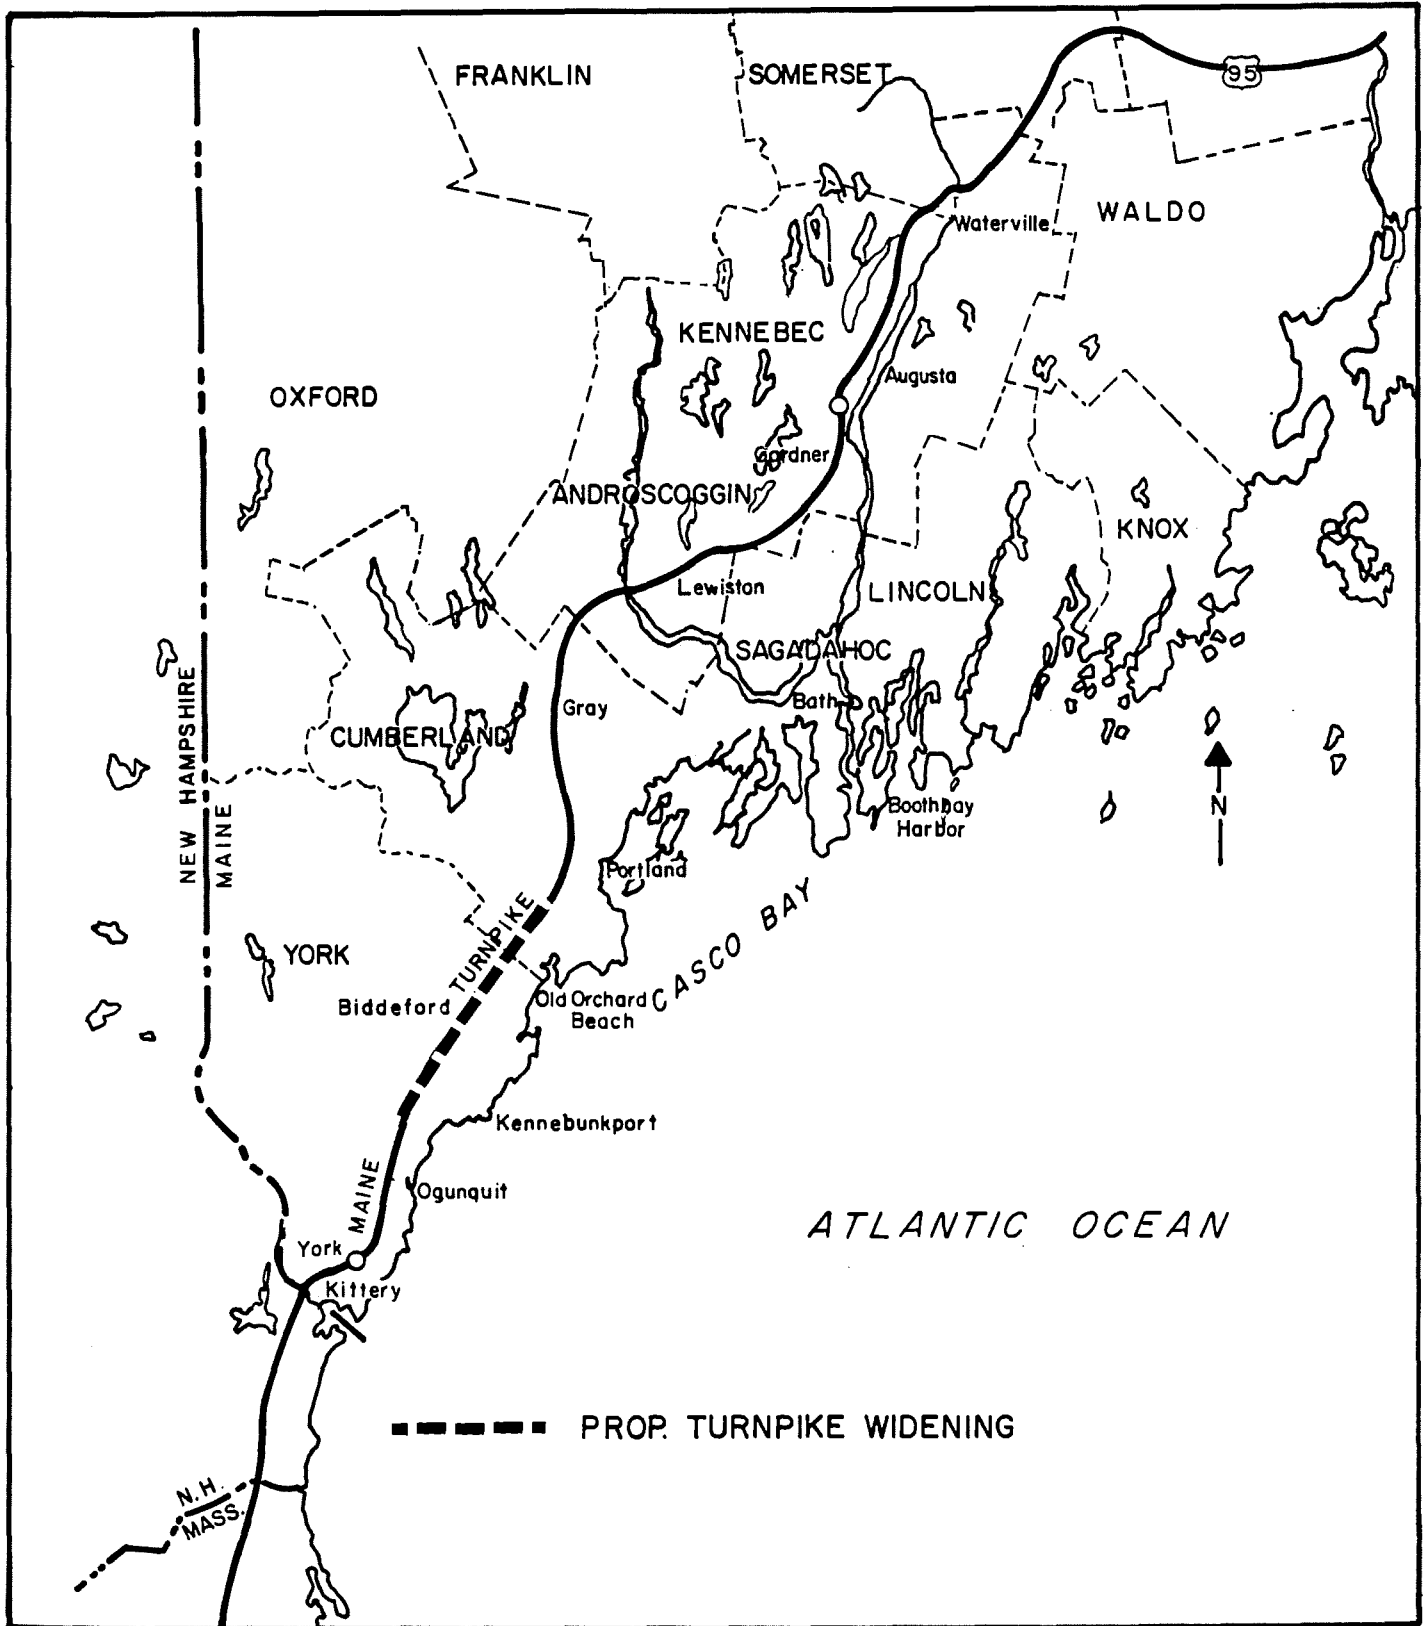 FRANKLIN
SOMERSET
95
WALDO
Waterville
KENNEBEC
Augusta
OXFORD
Gardner
ANDROSCOGGIN
KNOX
Lewiston
LINCOLN
SAGADAHOC
Bath
Gray
CUMBERLAND
NEW HAMPSHIRE
MAINE
Boothbay
Harbor
N
Portland
CASCO BAY
TURNPIKE
YORK
Biddeford
Old Orchard
Beach
Kennebunkport
MAINE
Ogunquit
ATLANTIC OCEAN
York
Kittery
PROP. TURNPIKE WIDENING
N.H.
MASS.